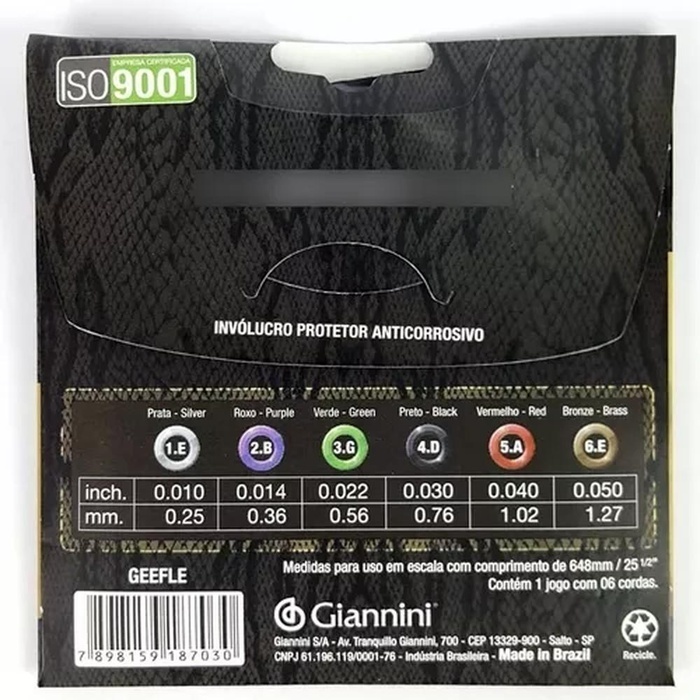 EMPRESA CERTIFICADA
ISO 9001
INVÓLUCRO PROTETOR ANTICORROSIVO
Prata - Silver Roxo - Purple Verde - Green Preto - Black Vermelho - Red Bronze - Brass
1.E 2.B 3.G 4.D 5.A 6.E
inch. 0.010 0.014 0.022 0.030 0.040 0.050
mm. 0.25 0.36 0.56 0.76 1.02 1.27
GEEFLE
Medidas para uso em escala com comprimento de 648mm / 25 1/2"
Contém 1 jogo com 06 cordas.
Giannini®
Giannini S/A - Av. Tranquillo Giannini, 700 - CEP 13329-900 - Salto - SP
CNPJ 61.196.119/0001-76 - Indústria Brasileira - Made in Brazil
Recicle.
7 898159 187030